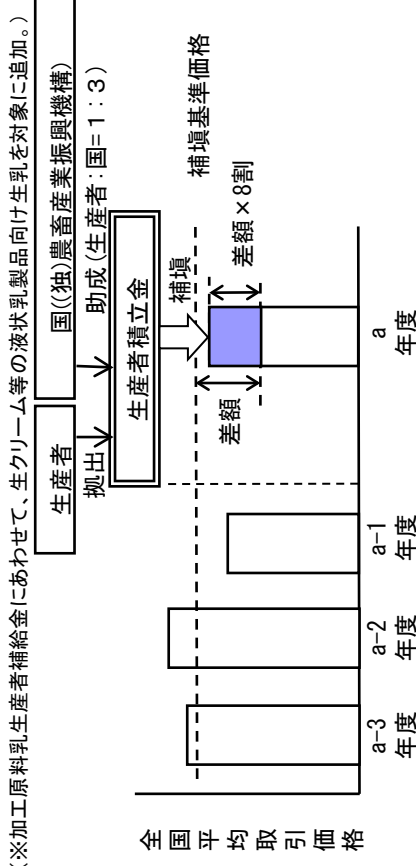 (※加工原料乳生産者補給金にあわせて、生クリーム等の液状乳製品向け生乳を対象に追加。)
生産者
国((独)農畜産業振興機構)
拠出
助成(生産者:国=1:3)
生産者積立金
補塡
補塡基準価格
差額
差額×8割
全国平均取引価格
a-3
年度
a-2
年度
a-1
年度
a
年度